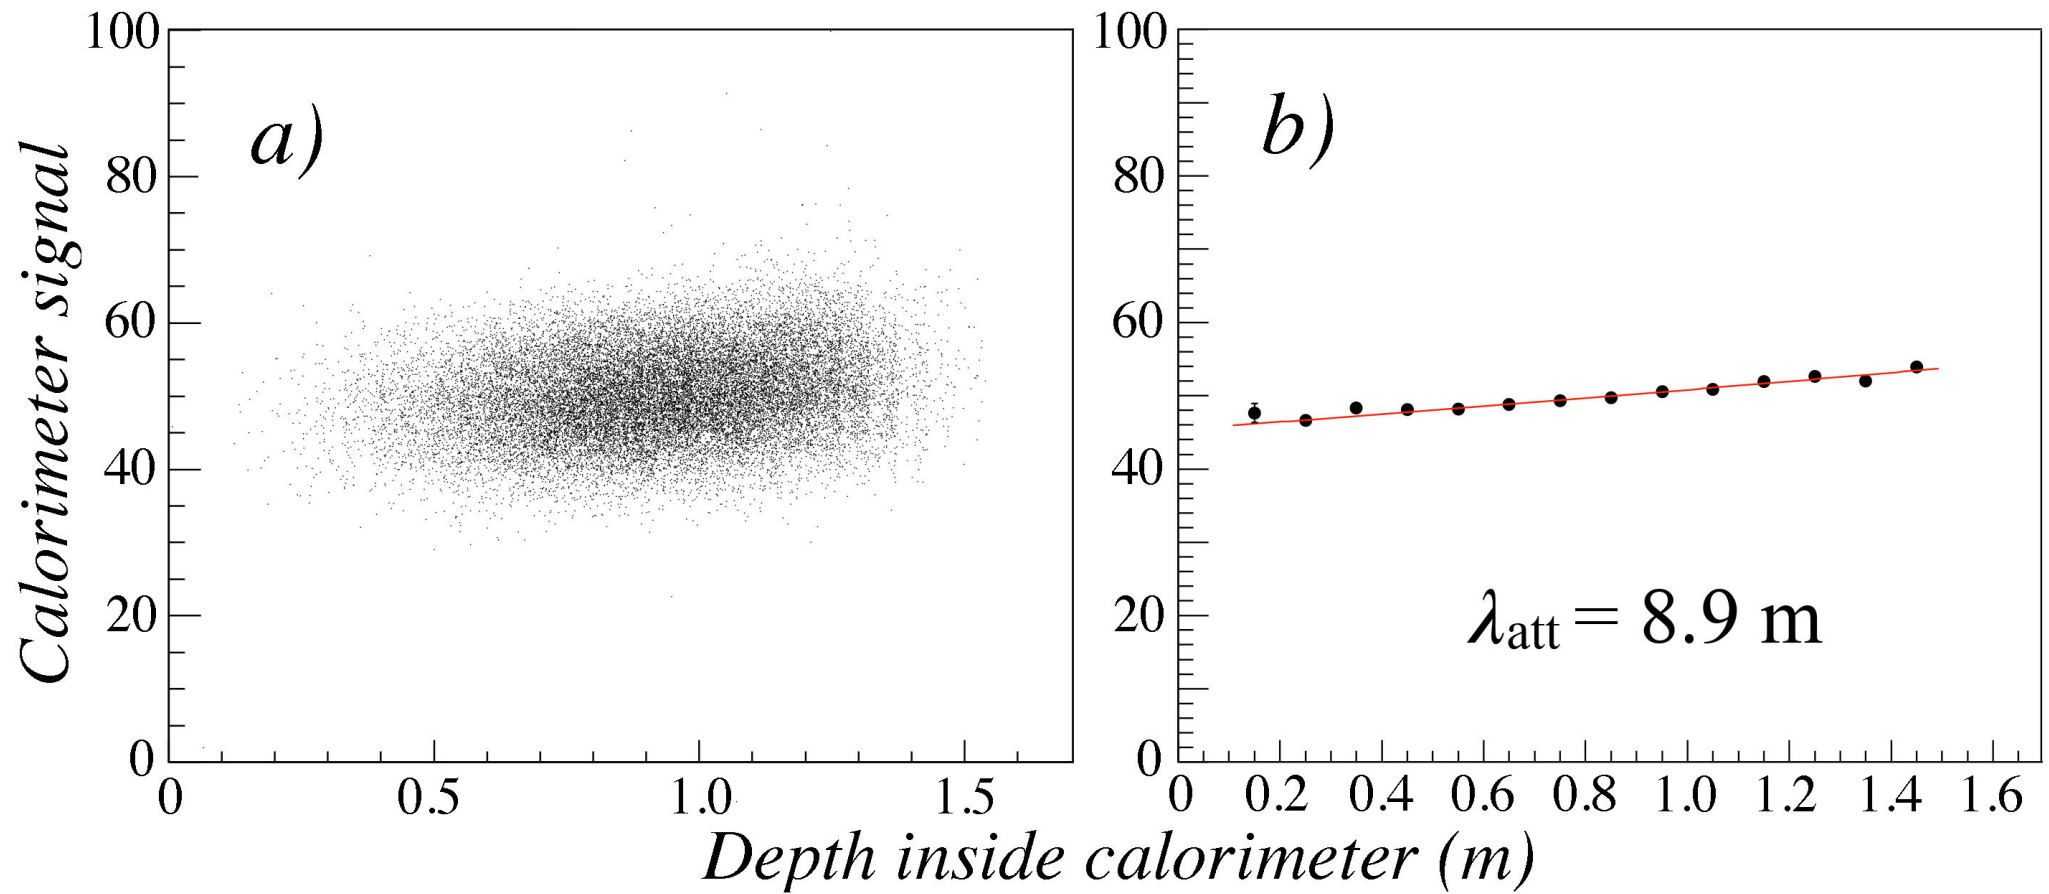 100
80
60
40
20
0
0 0.5 1.0 1.5
a)
Calorimeter signal
100
80
60
40
20
0
0 0.2 0.4 0.6 0.8 1.0 1.2 1.4 1.6
b)
λatt = 8.9 m
Depth inside calorimeter (m)